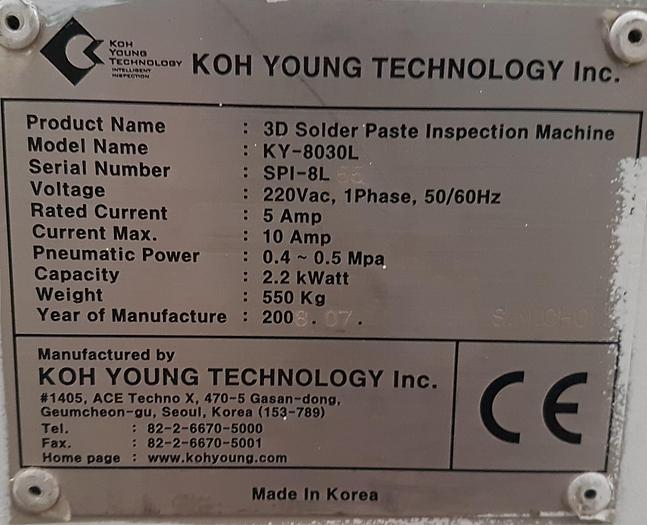 KOH
YOUNG
TECHNOLOGY
INTELLIGENT
INSPECTION
KOH YOUNG TECHNOLOGY Inc.
Product Name : 3D Solder Paste Inspection Machine
Model Name : KY-8030L
Serial Number : SPI-8L
Voltage : 220Vac, 1Phase, 50/60Hz
Rated Current : 5 Amp
Current Max. : 10 Amp
Pneumatic Power : 0.4 ~ 0.5 Mpa
Capacity : 2.2 kWatt
Weight : 550 Kg
Year of Manufacture : 2008. 07. S.M.CHO
Manufactured by
KOH YOUNG TECHNOLOGY Inc.
#1405, ACE Techno X, 470-5 Gasan-dong,
Geumcheon-gu, Seoul, Korea (153-789)
Tel. : 82-2-6670-5000
Fax. : 82-2-6670-5001
Home page : www.kohyoung.com
CE
Made In Korea